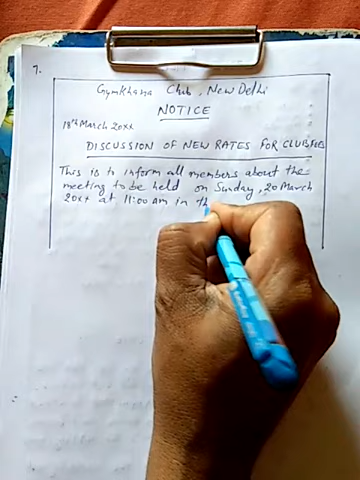 7.
Gymkhana Club, New Delhi
NOTICE
18th March 20xx
DISCUSSION OF NEW RATES FOR CLUB FEE
This is to inform all members about the
meeting to be held on Sunday, 20 March
20xx at 11:00 am in th